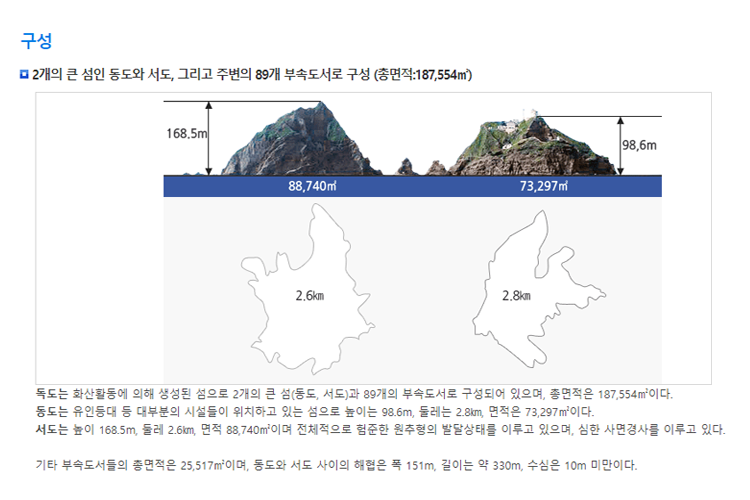 구성
2개의 큰 섬인 동도와 서도, 그리고 주변의 89개 부속도서로 구성 (총면적:187,554㎡)
168,5m
98,6m
88,740㎡ 73,297㎡
2.6㎞ 2.8㎞
독도는 화산활동에 의해 생성된 섬으로 2개의 큰 섬(동도, 서도)과 89개의 부속도서로 구성되어 있으며, 총면적은 187,554㎡이다.
동도는 유인등대 등 대부분의 시설들이 위치하고 있는 섬으로 높이는 98.6m, 둘레는 2.8㎞, 면적은 73,297㎡이다.
서도는 높이 168.5m, 둘레 2.6㎞, 면적 88,740㎡이며 전체적으로 험준한 원추형의 발달상태를 이루고 있으며, 심한 사면경사를 이루고 있다.
기타 부속도서들의 총면적은 25,517㎡이며, 동도와 서도 사이의 해협은 폭 151m, 길이는 약 330m, 수심은 10m 미만이다.